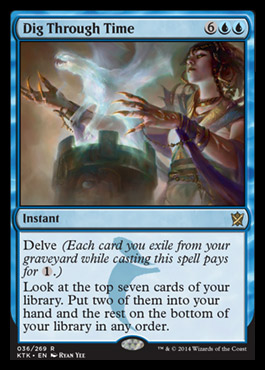 Dig Through Time 6
Instant
Delve (Each card you exile from your
graveyard while casting this spell pays
for 1.)
Look at the top seven cards of your
library. Put two of them into your
hand and the rest on the bottom of
your library in any order.
036/269 R
KTK • EN Ryan Yee
™ & © 2014 Wizards of the Coast